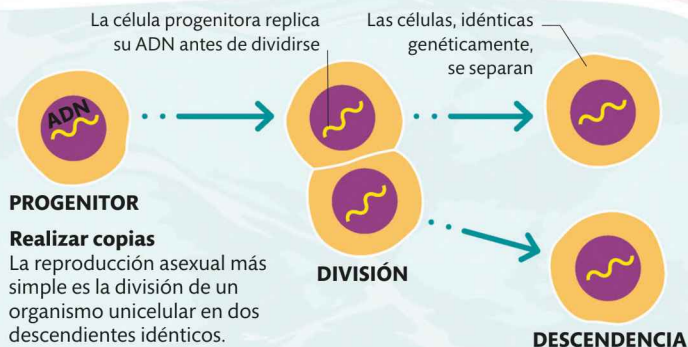 La célula progenitora replica
su ADN antes de dividirse
Las células, idénticas
genéticamente,
se separan
ADN
PROGENITOR
Realizar copias
La reproducción asexual más
simple es la división de un
organismo unicelular en dos
descendientes idénticos.
DIVISIÓN
DESCENDENCIA